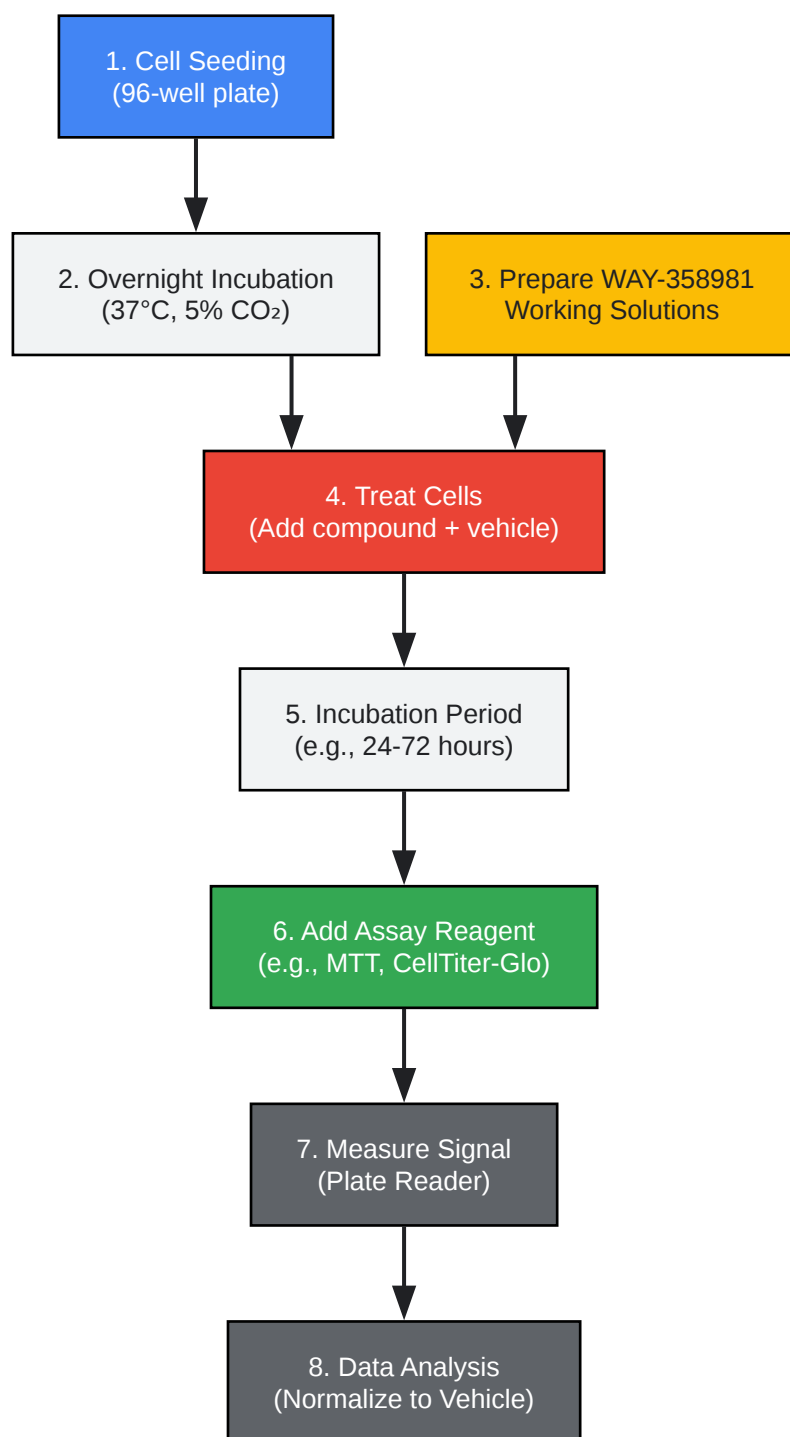 1. Cell Seeding
(96-well plate)
2. Overnight Incubation
(37°C, 5% CO₂)
3. Prepare WAY-358981
Working Solutions
4. Treat Cells
(Add compound + vehicle)
5. Incubation Period
(e.g., 24-72 hours)
6. Add Assay Reagent
(e.g., MTT, CellTiter-Glo)
7. Measure Signal
(Plate Reader)
8. Data Analysis
(Normalize to Vehicle)